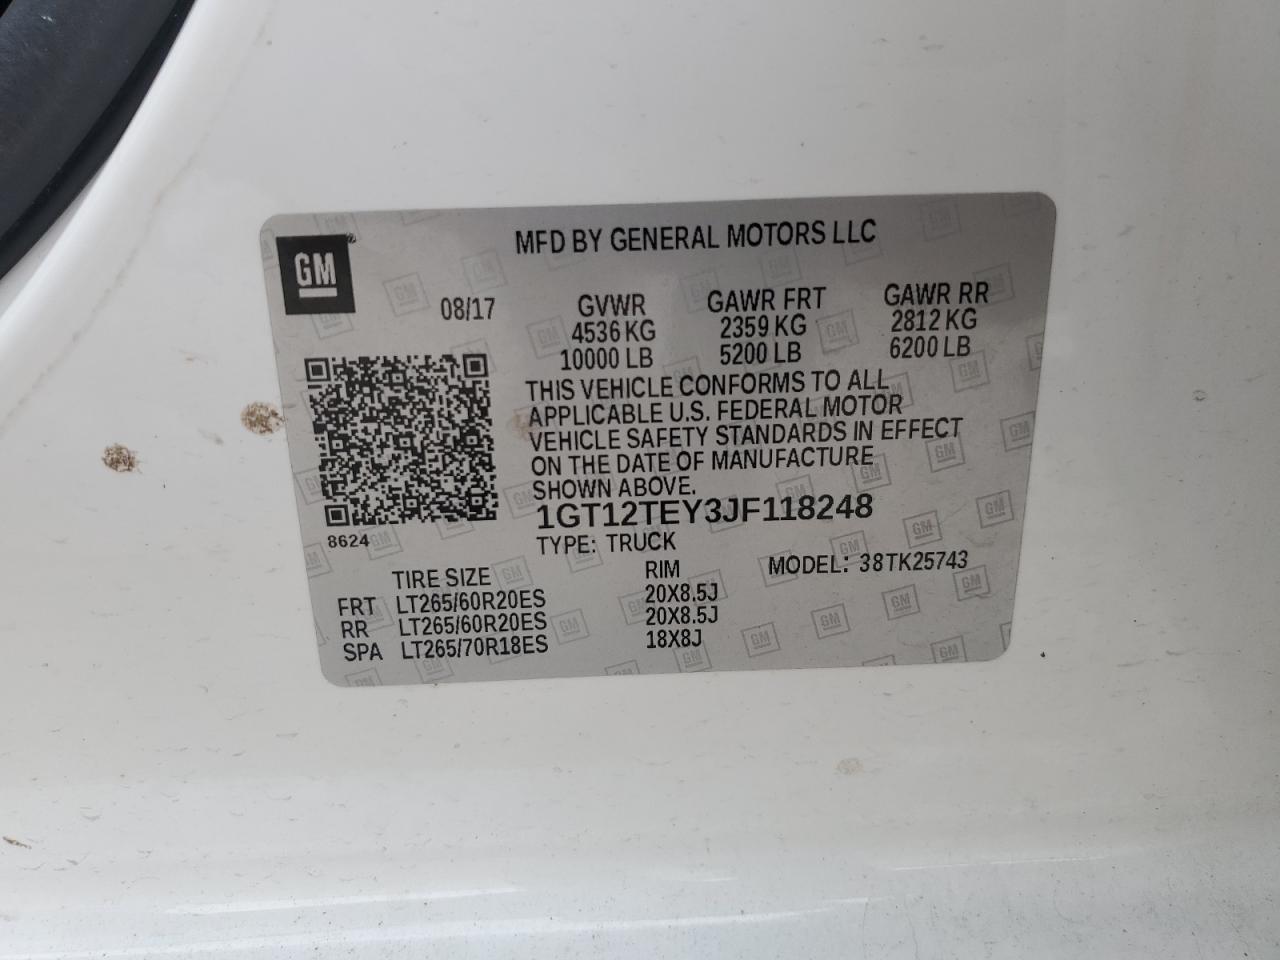 MFD BY GENERAL MOTORS LLC
GM®
08/17 GVWR GAWR FRT GAWR RR
4536 KG 2359 KG 2812 KG
10000 LB 5200 LB 6200 LB
THIS VEHICLE CONFORMS TO ALL
APPLICABLE U.S. FEDERAL MOTOR
VEHICLE SAFETY STANDARDS IN EFFECT
ON THE DATE OF MANUFACTURE
SHOWN ABOVE.
1GT12TEY3JF118248
8624
TYPE: TRUCK
MODEL: 38TK25743
TIRE SIZE RIM
FRT LT265/60R20ES 20X8.5J
RR LT265/60R20ES 20X8.5J
SPA LT265/70R18ES 18X8J